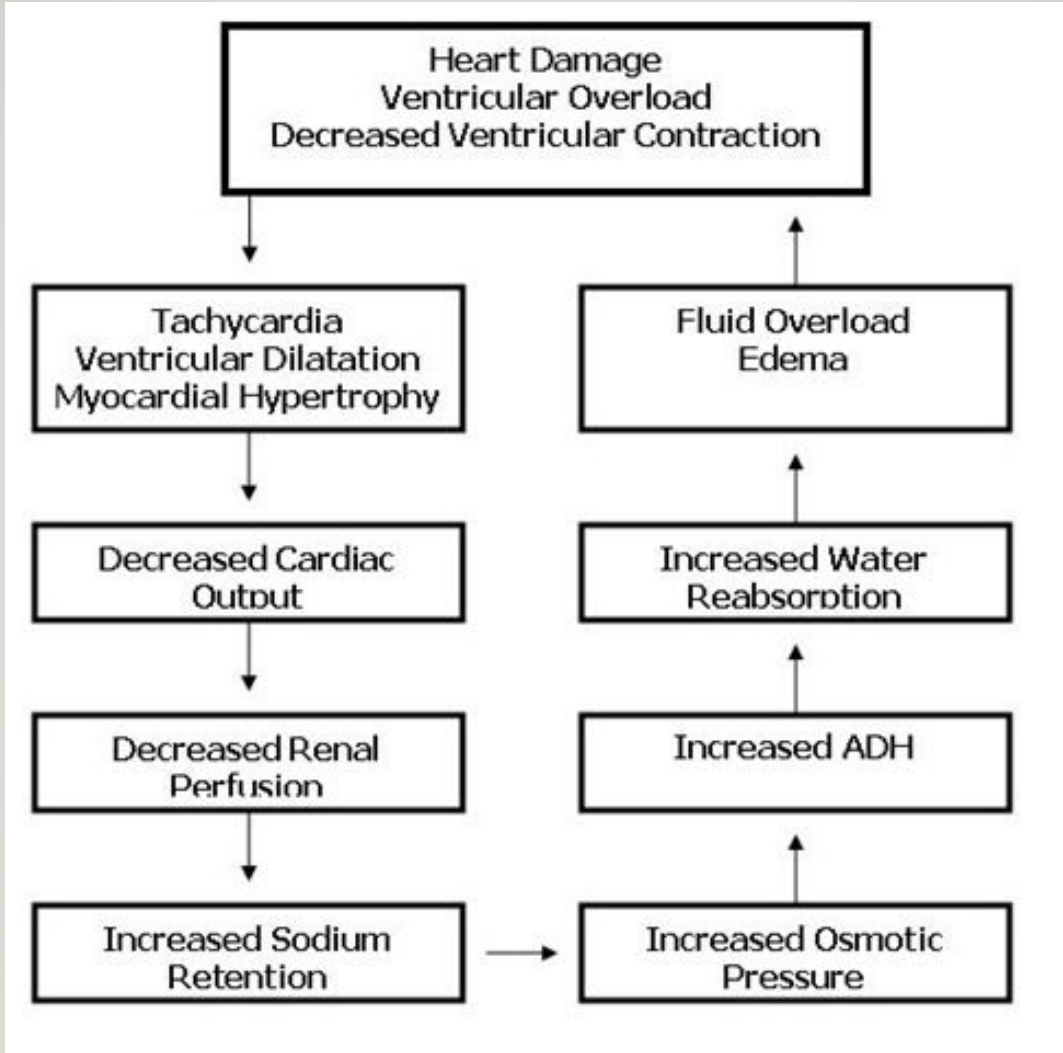 Heart Damage
Ventricular Overload
Decreased Ventricular Contraction
Tachycardia
Ventricular Dilatation
Myocardial Hypertrophy
Decreased Cardiac
Output
Decreased Renal
Perfusion
Increased Sodium
Retention
Increased Osmotic
Pressure
Increased ADH
Increased Water
Reabsorption
Fluid Overload
Edema